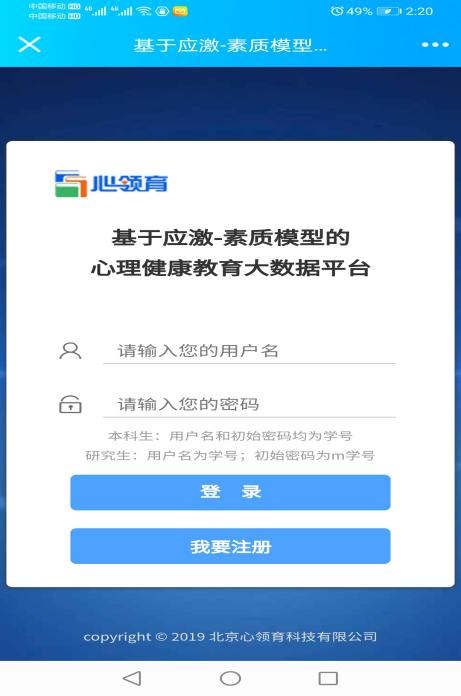 中国移动 HD 4G 4G 49% 2:20
中国移动 HD
基于应激-素质模型...
心领育
基于应激-素质模型的
心理健康教育大数据平台
请输入您的用户名
请输入您的密码
本科生：用户名和初始密码均为学号
研究生：用户名为学号；初始密码为m学号
登 录
我要注册
copyright © 2019 北京心领育科技有限公司